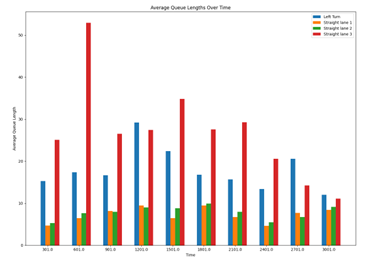 Average Queue Lengths Over Time
Left Turn
Straight lane 1
Straight lane 2
Straight lane 3
Average Queue Length
50
40
30
20
10
0
301.0 601.0 901.0 1201.0 1501.0 1801.0 2101.0 2401.0 2701.0 3001.0
Time